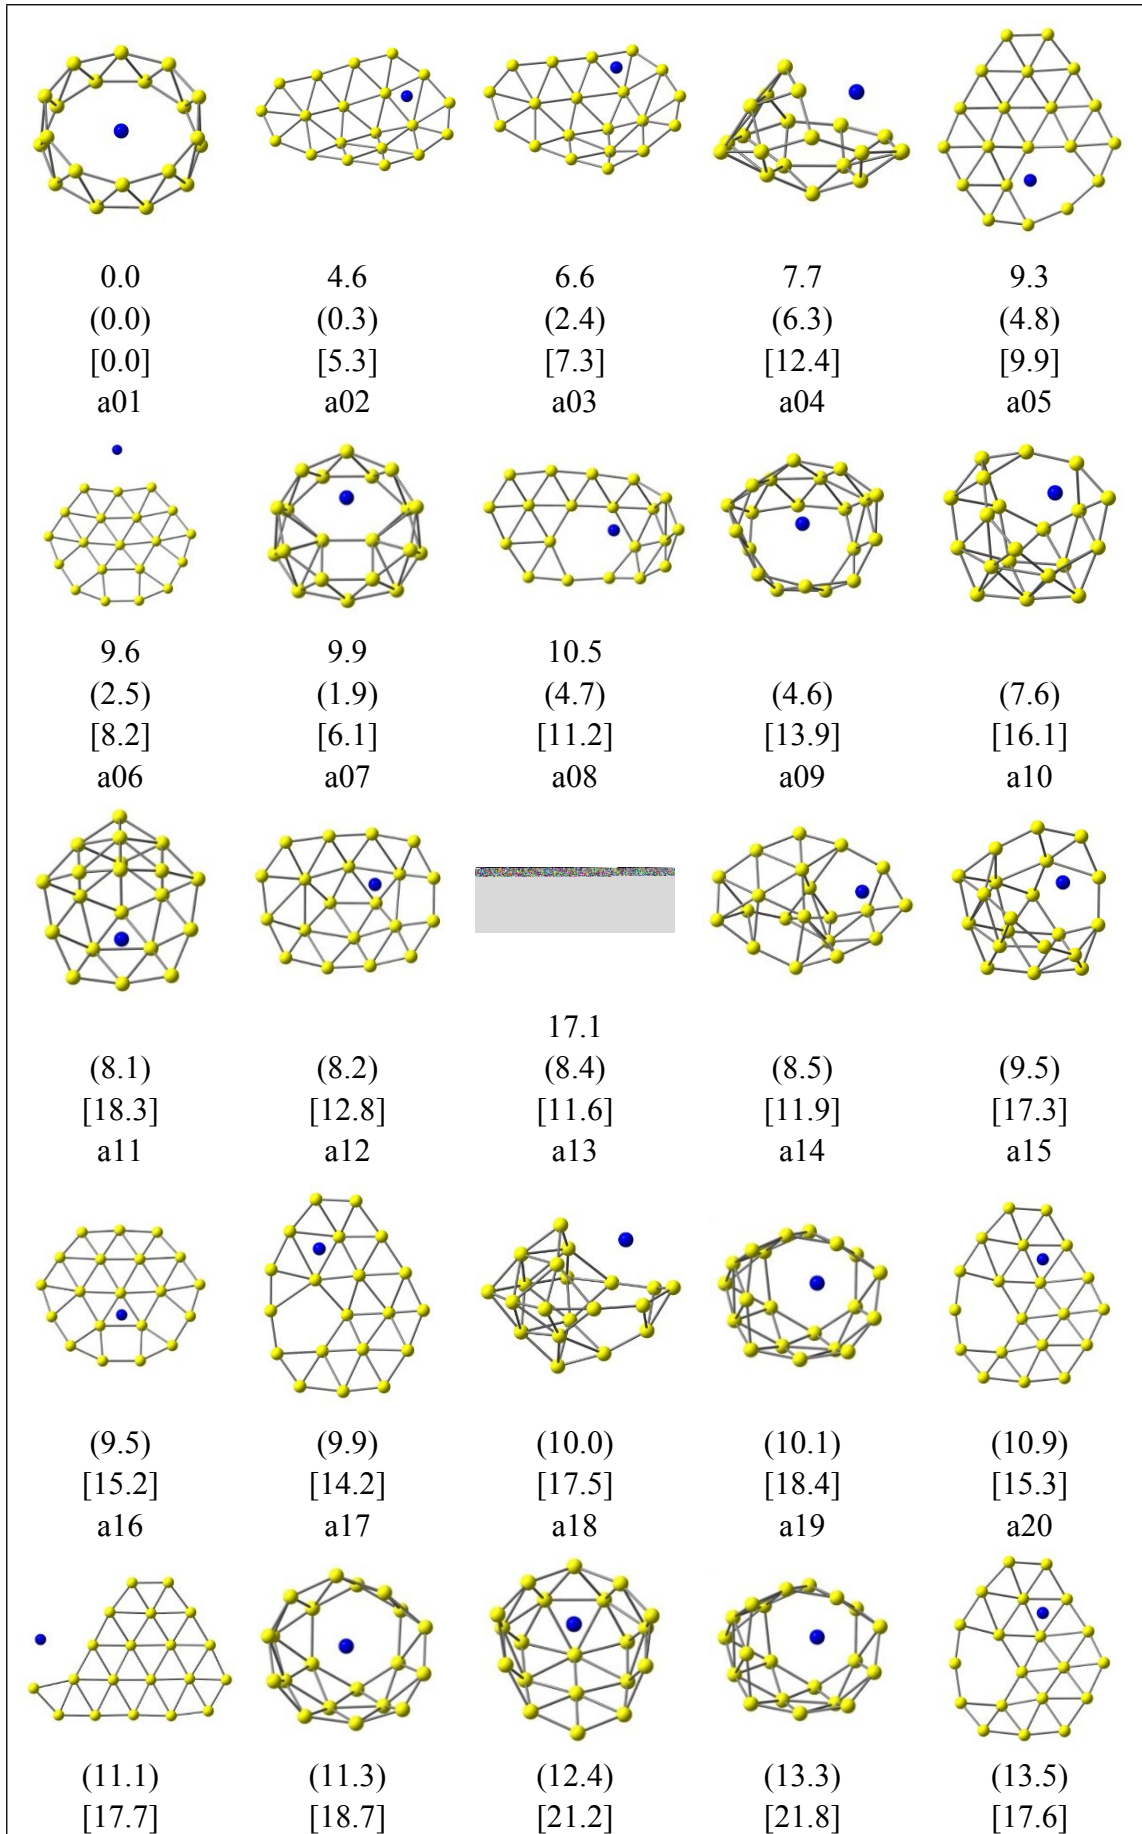 0.0 4.6 6.6 7.7 9.3
(0.0) (0.3) (2.4) (6.3) (4.8)
[0.0] [5.3] [7.3] [12.4] [9.9]
a01 a02 a03 a04 a05
9.6 9.9 10.5
(2.5) (1.9) (4.7) (4.6) (7.6)
[8.2] [6.1] [11.2] [13.9] [16.1]
a06 a07 a08 a09 a10
17.1
(8.1) (8.2) (8.4) (8.5) (9.5)
[18.3] [12.8] [11.6] [11.9] [17.3]
a11 a12 a13 a14 a15
(9.5) (9.9) (10.0) (10.1) (10.9)
[15.2] [14.2] [17.5] [18.4] [15.3]
a16 a17 a18 a19 a20
(11.1) (11.3) (12.4) (13.3) (13.5)
[17.7] [18.7] [21.2] [21.8] [17.6]